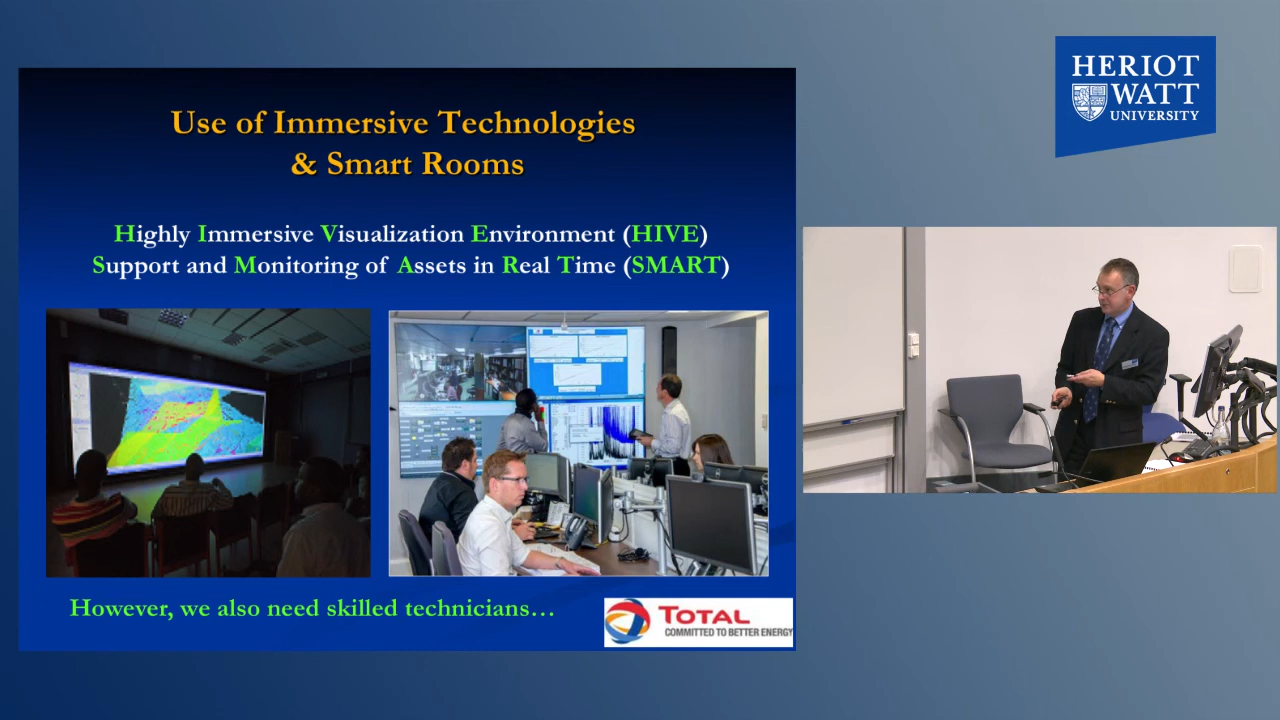 Use of Immersive Technologies
& Smart Rooms
Highly Immersive Visualization Environment (HIVE)
Support and Monitoring of Assets in Real Time (SMART)
However, we also need skilled technicians…
TOTAL
COMMITTED TO BETTER ENERGY
HERIOT
WATT
UNIVERSITY